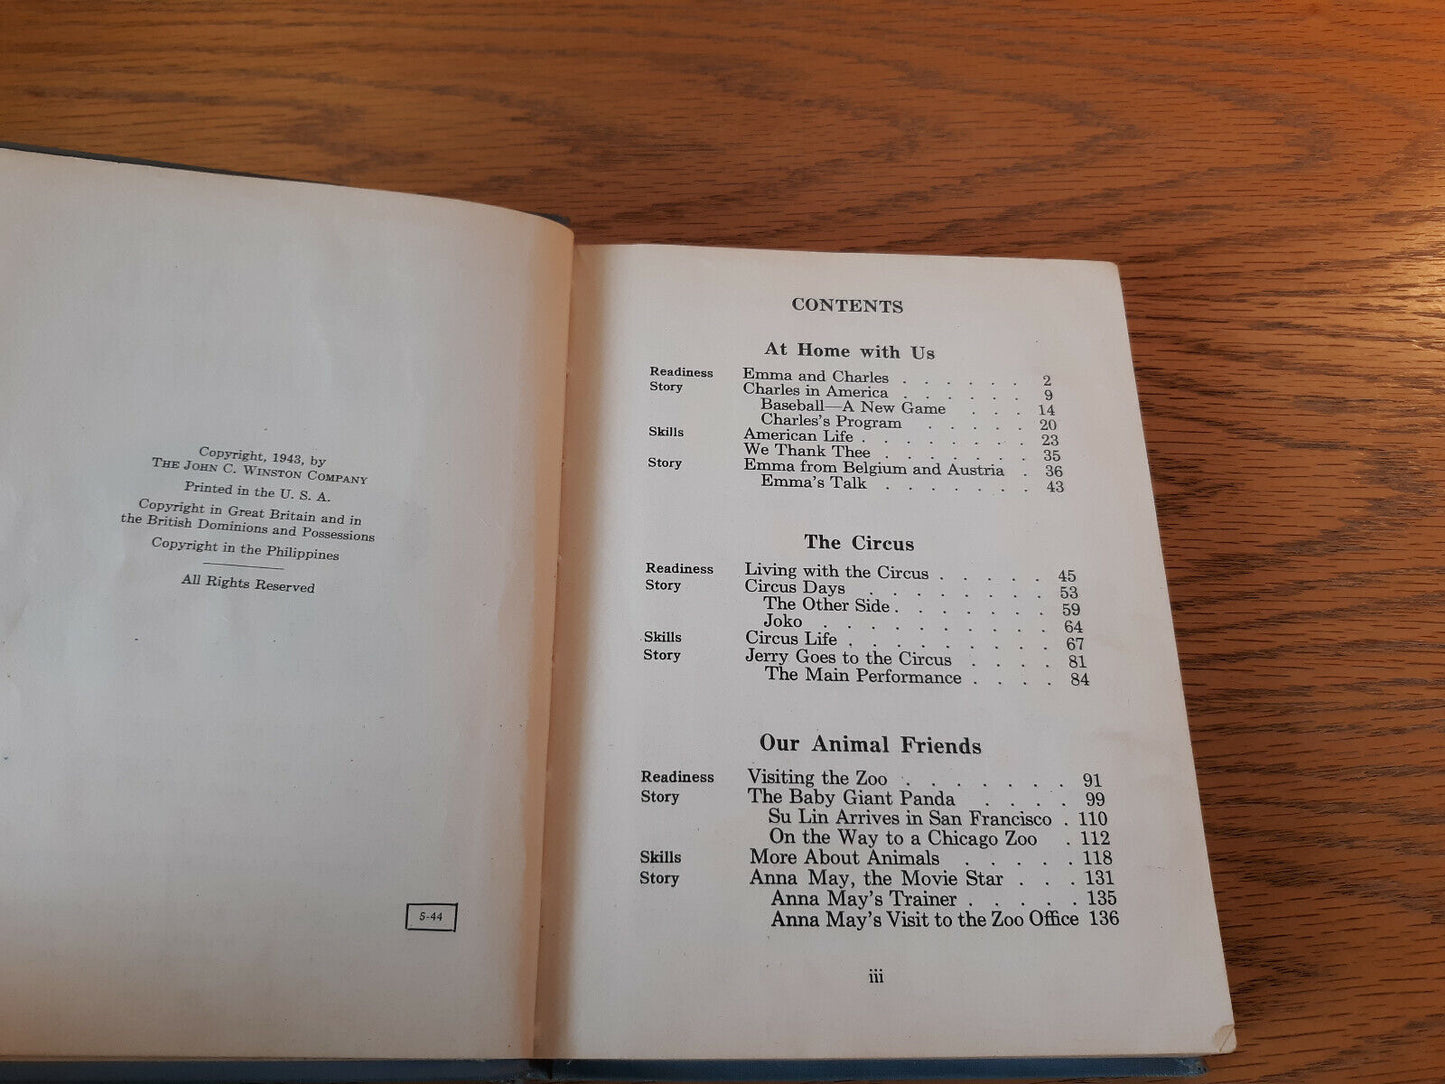 Copyright, 1943, by
THE JOHN C. WINSTON COMPANY
Printed in the U. S. A.
Copyright in Great Britain and in
the British Dominions and Possessions
Copyright in the Philippines
All Rights Reserved
5-44
CONTENTS
At Home with Us
Readiness Emma and Charles . . . . . . 2
Story Charles in America . . . . . . 9
Baseball—A New Game . . . 14
Charles's Program . . . . . 20
Skills American Life . . . . . . . . 23
We Thank Thee . . . . . . . 35
Story Emma from Belgium and Austria . 36
Emma's Talk . . . . . . . 43
The Circus
Readiness Living with the Circus . . . . . 45
Story Circus Days . . . . . . . . 53
The Other Side . . . . . . . 59
Joko . . . . . . . . . . 64
Skills Circus Life . . . . . . . . . 67
Story Jerry Goes to the Circus . . . . 81
The Main Performance . . . . 84
Our Animal Friends
Readiness Visiting the Zoo . . . . . . . 91
Story The Baby Giant Panda . . . . 99
Su Lin Arrives in San Francisco . 110
On the Way to a Chicago Zoo . 112
Skills More About Animals . . . . . 118
Story Anna May, the Movie Star . . . 131
Anna May's Trainer . . . . . 135
Anna May's Visit to the Zoo Office 136
iii